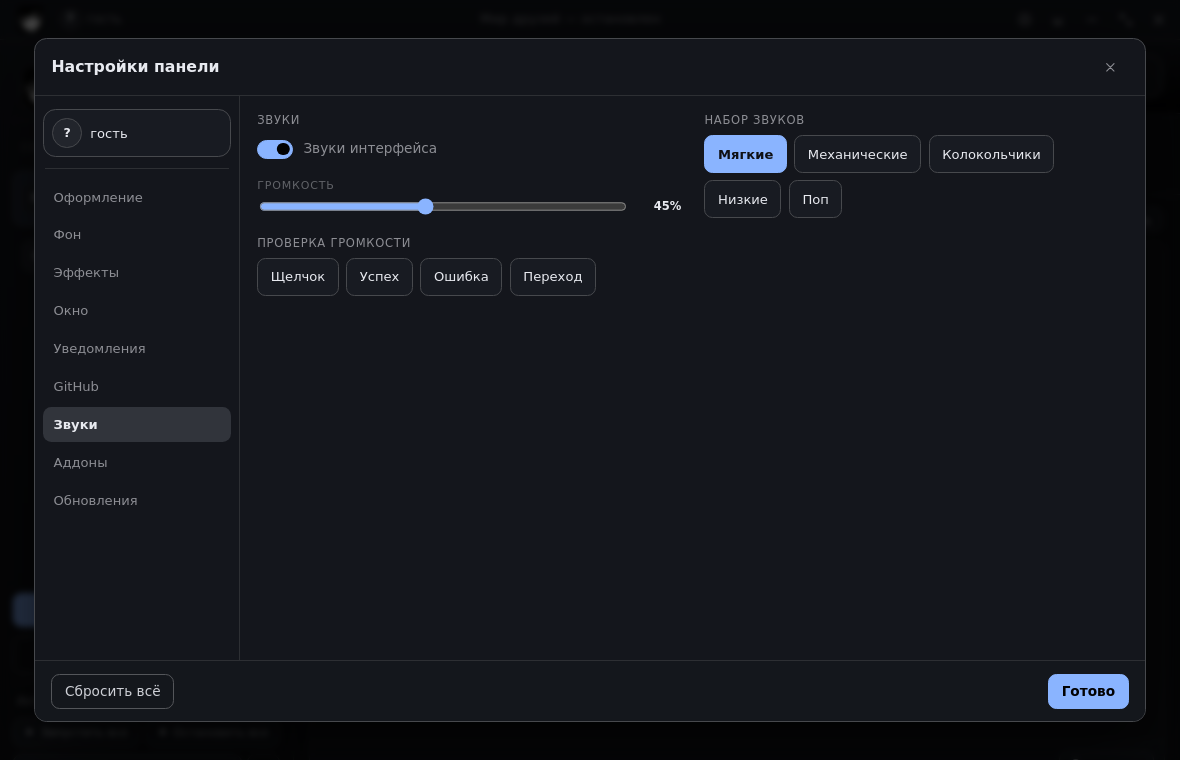 Настройки панели
?
гость
Оформление
Фон
Эффекты
Окно
Уведомления
GitHub
Звуки
Аддоны
Обновления
ЗВУКИ
Звуки интерфейса
ГРОМКОСТЬ
45%
ПРОВЕРКА ГРОМКОСТИ
Щелчок Успех Ошибка Переход
НАБОР ЗВУКОВ
Мягкие Механические Колокольчики
Низкие Поп
Сбросить всё
Готово